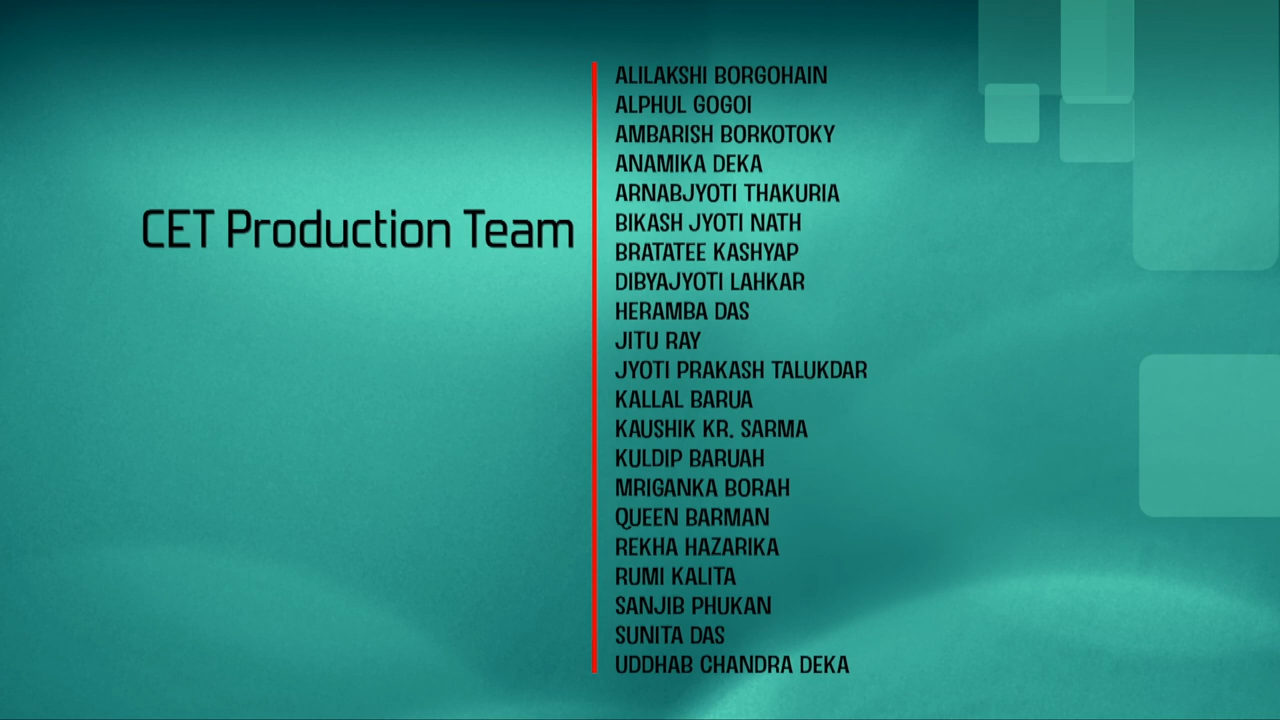 CET Production Team
ALILAKSHI BORGOHAIN
ALPHUL GOGOI
AMBARISH BORKOTOKY
ANAMIKA DEKA
ARNABJYOTI THAKURIA
BIKASH JYOTI NATH
BRATATEE KASHYAP
DIBYAJYOTI LAHKAR
HERAMBA DAS
JITU RAY
JYOTI PRAKASH TALUKDAR
KALLAL BARUA
KAUSHIK KR. SARMA
KULDIP BARUAH
MRIGANKA BORAH
QUEEN BARMAN
REKHA HAZARIKA
RUMI KALITA
SANJIB PHUKAN
SUNITA DAS
UDDHAB CHANDRA DEKA